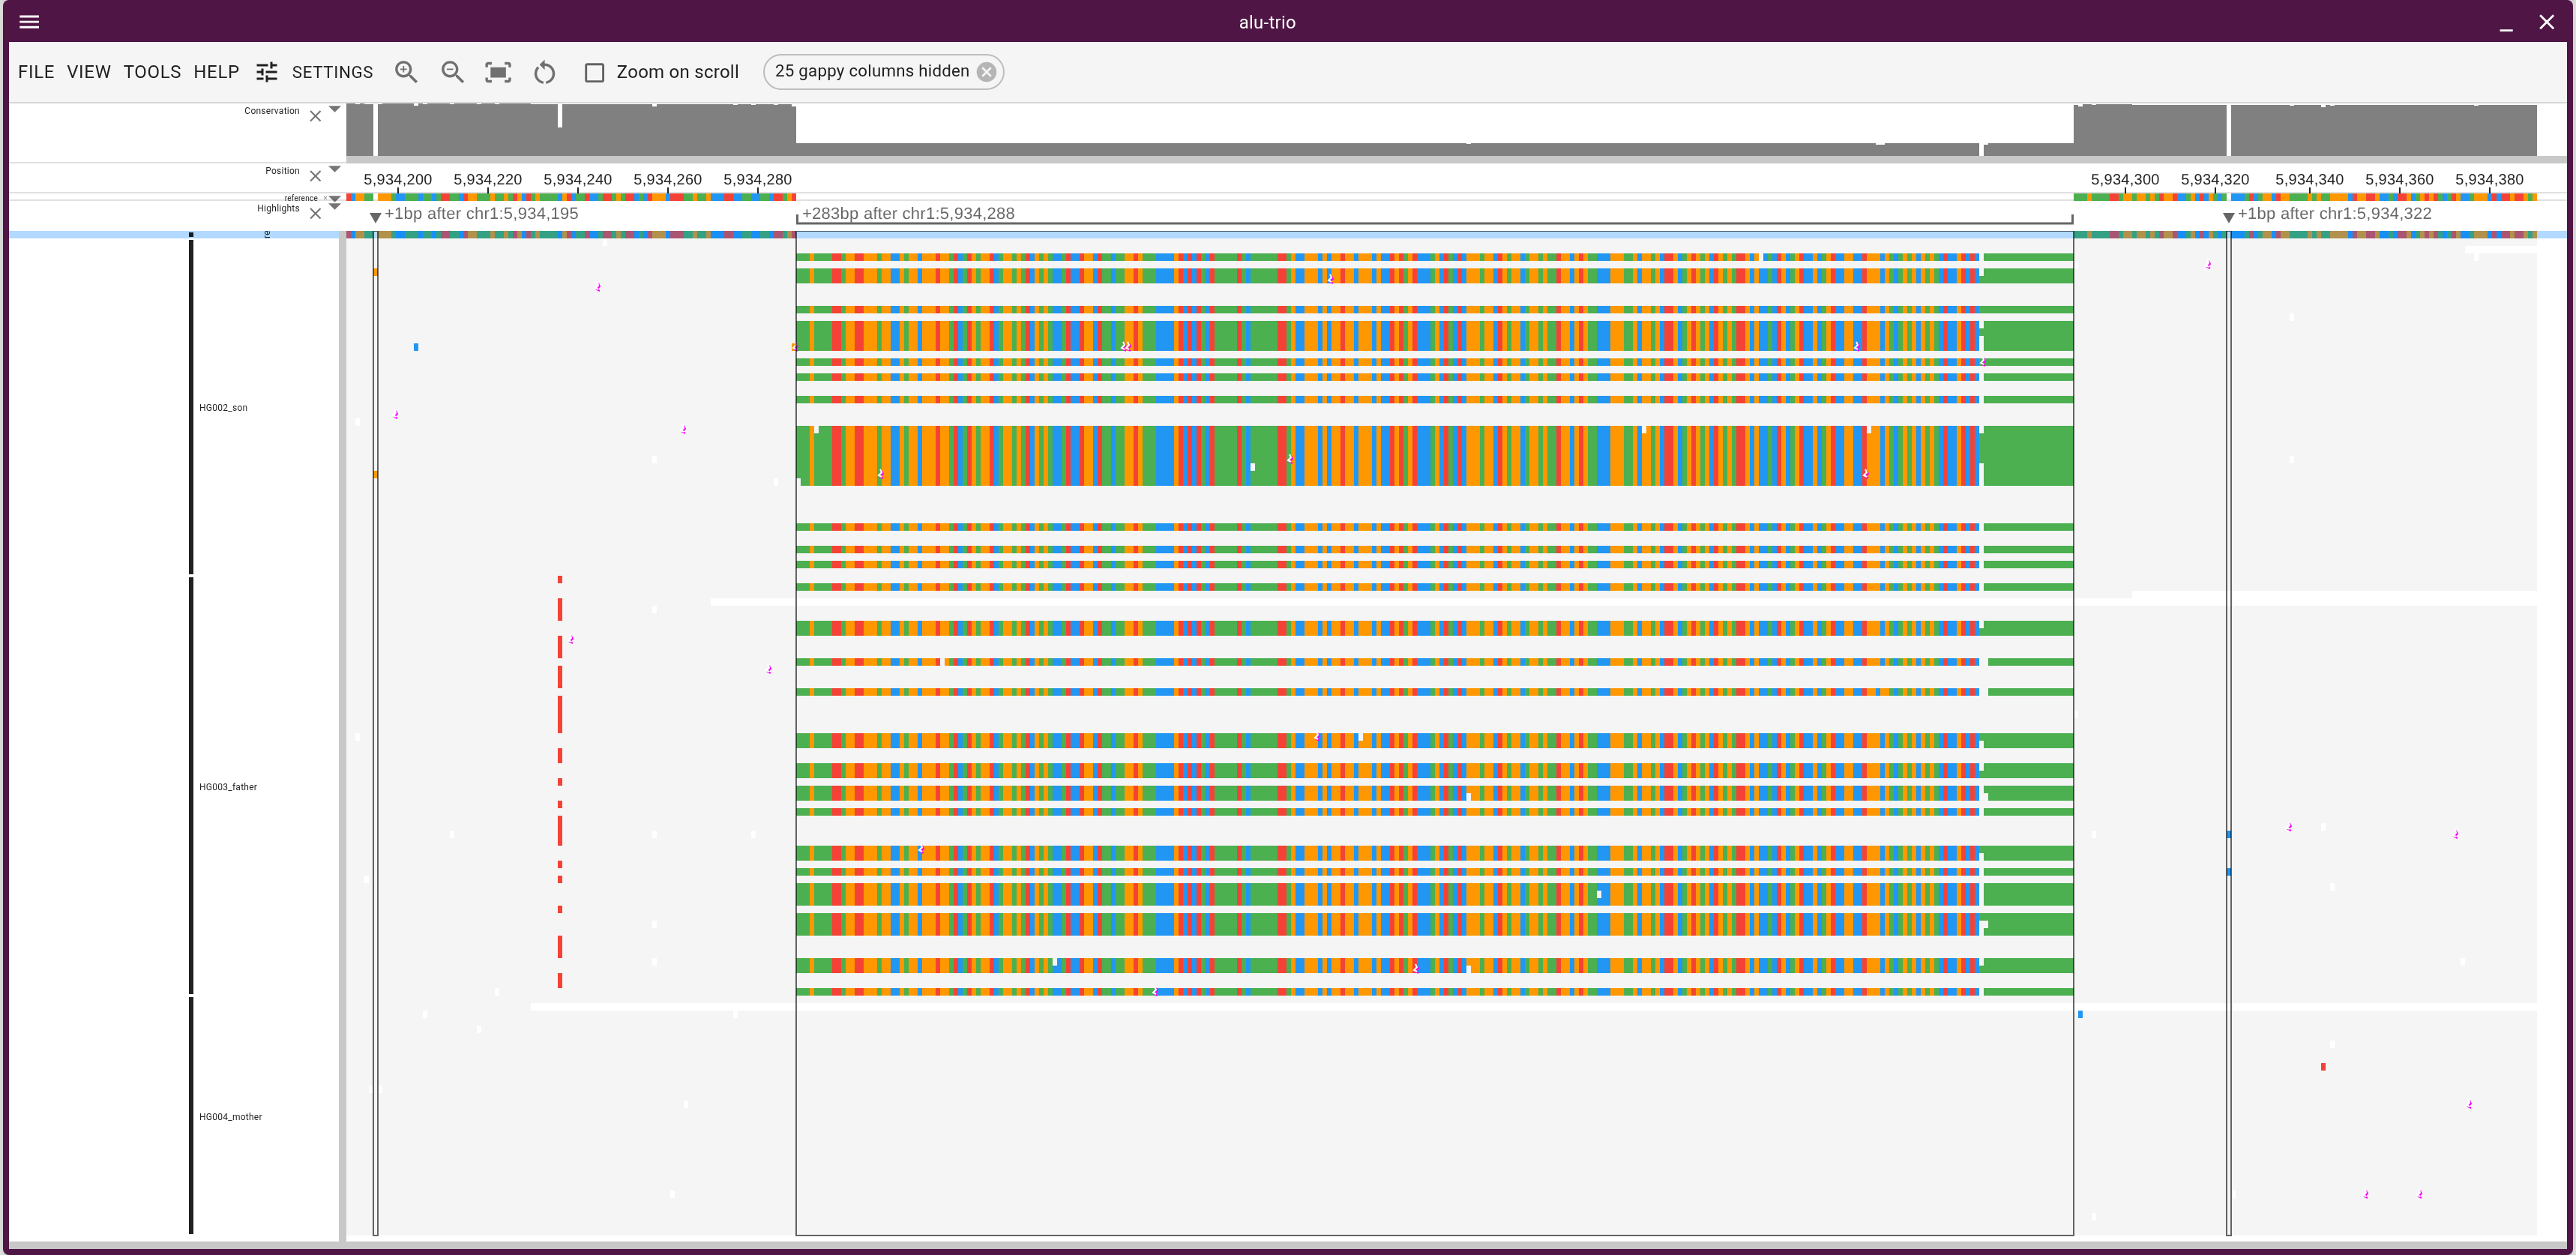 alu-trio
FILE VIEW TOOLS HELP SETTINGS Zoom on scroll 25 gappy columns hidden
Conservation
Position
5,934,200 5,934,220 5,934,240 5,934,260 5,934,280 5,934,300 5,934,320 5,934,340 5,934,360 5,934,380
reference
Highlights
+1bp after chr1:5,934,195 +283bp after chr1:5,934,288 +1bp after chr1:5,934,322
re
HG002_son
HG003_father
HG004_mother